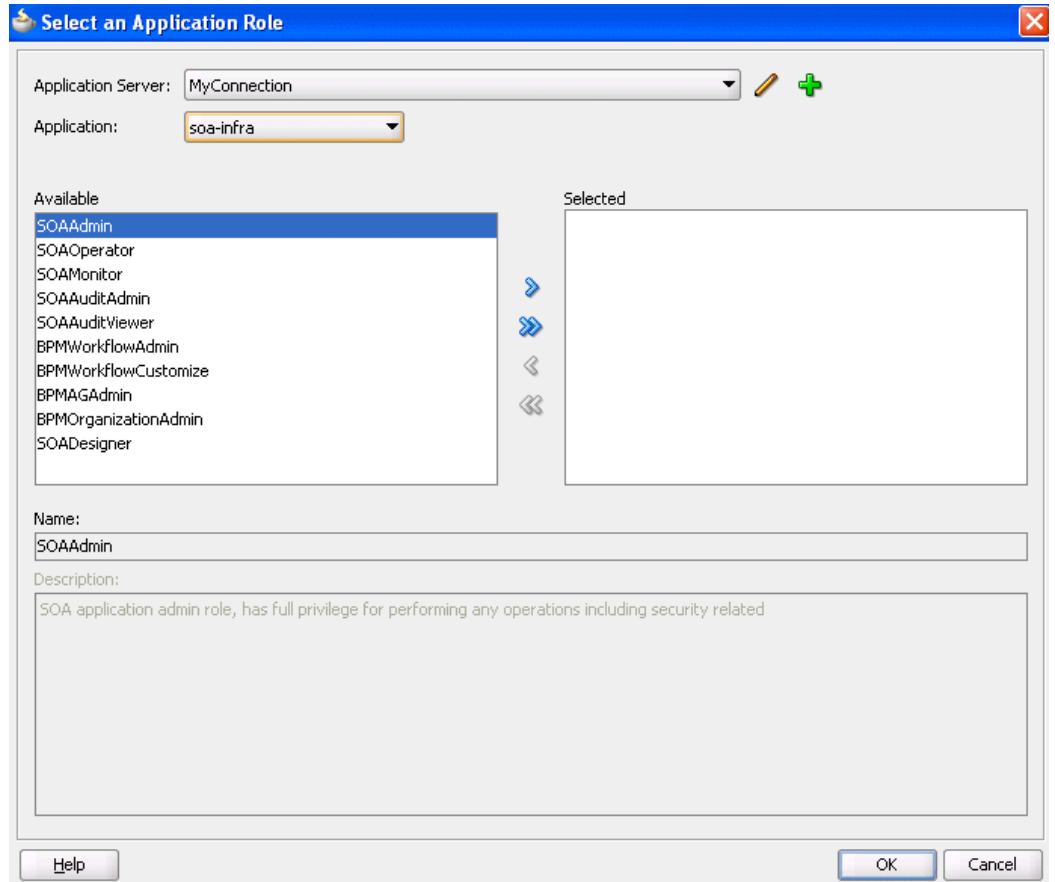 Select an Application Role
Application Server: MyConnection
Application: soa-infra
Available
SOAAdmin
SOAOperator
SOAMonitor
SOAAuditAdmin
SOAAuditViewer
BPMWorkflowAdmin
BPMWorkflowCustomize
BPMAGAdmin
BPMOrganizationAdmin
SOADesigner
Selected
Name:
SOAAdmin
Description:
SOA application admin role, has full privilege for performing any operations including security related
Help OK Cancel